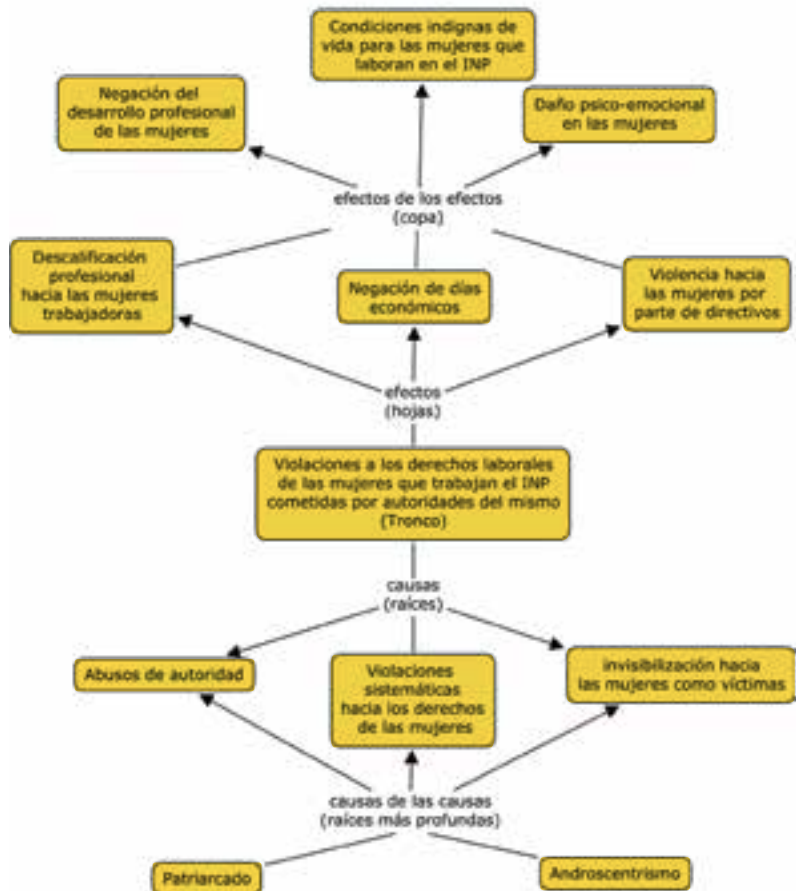 Condiciones indignas de
vida para las mujeres que
laboran en el INP
Negación del
desarrollo profesional
de las mujeres
Daño psico-emocional
en las mujeres
efectos de los efectos
(copa)
Descalificación
profesional
hacia las mujeres
trabajadoras
Negación de días
económicos
Violencia hacia
las mujeres por
parte de directivos
efectos
(hojas)
Violaciones a los derechos laborales
de las mujeres que trabajan el INP
cometidas por autoridades del mismo
(Tronco)
causas
(raíces)
Abusos de autoridad
Violaciones
sistemáticas
hacia los derechos
de las mujeres
invisibilización hacia
las mujeres como víctimas
causas de las causas
(raíces más profundas)
Patriarcado
Androscentrismo